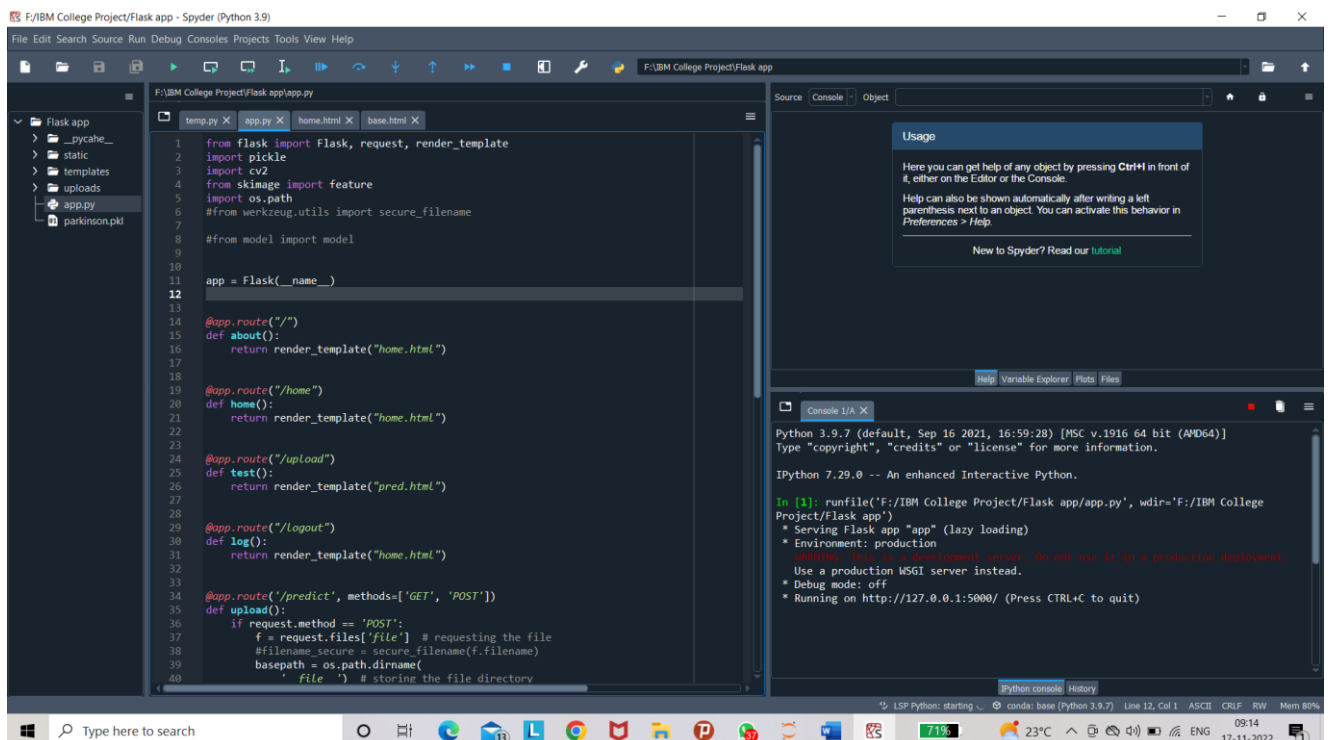 F:/IBM College Project/Flask app - Spyder (Python 3.9)
File Edit Search Source Run Debug Consoles Projects Tools View Help
F:\IBM College Project\Flask app
F:\IBM College Project\Flask app\app.py
Flask app
__pycahe__
static
templates
uploads
app.py
parkinson.pkl
temp.py
app.py
home.html
base.html
1 from flask import Flask, request, render_template
2 import pickle
3 import cv2
4 from skimage import feature
5 import os.path
6 #from werkzeug.utils import secure_filename
7
8 #from model import model
9
10
11 app = Flask(__name__)
12
13
14 @app.route("/")
15 def about():
16 return render_template("home.html")
17
18
19 @app.route("/home")
20 def home():
21 return render_template("home.html")
22
23
24 @app.route("/upload")
25 def test():
26 return render_template("pred.html")
27
28
29 @app.route("/logout")
30 def log():
31 return render_template("home.html")
32
33
34 @app.route('/predict', methods=['GET', 'POST'])
35 def upload():
36 if request.method == 'POST':
37 f = request.files['file'] # requesting the file
38 #filename_secure = secure_filename(f.filename)
39 basepath = os.path.dirname(
40 '__file__') # storing the file directory
Source Console Object
Usage
Here you can get help of any object by pressing Ctrl+I in front of
it, either on the Editor or the Console.
Help can also be shown automatically after writing a left
parenthesis next to an object. You can activate this behavior in
Preferences > Help.
New to Spyder? Read our tutorial
Help Variable Explorer Plots Files
Console 1/A
Python 3.9.7 (default, Sep 16 2021, 16:59:28) [MSC v.1916 64 bit (AMD64)]
Type "copyright", "credits" or "license" for more information.
IPython 7.29.0 -- An enhanced Interactive Python.
In [1]: runfile('F:/IBM College Project/Flask app/app.py', wdir='F:/IBM College
Project/Flask app')
* Serving Flask app "app" (lazy loading)
* Environment: production
WARNING: This is a development server. Do not use it in a production deployment.
Use a production WSGI server instead.
* Debug mode: off
* Running on http://127.0.0.1:5000/ (Press CTRL+C to quit)
IPython console History
LSP Python: starting conda: base (Python 3.9.7) Line 12, Col 1 ASCII CRLF RW Mem 80%
Type here to search
13
L
37
71%
23°C
ENG
09:14
17-11-2022
1